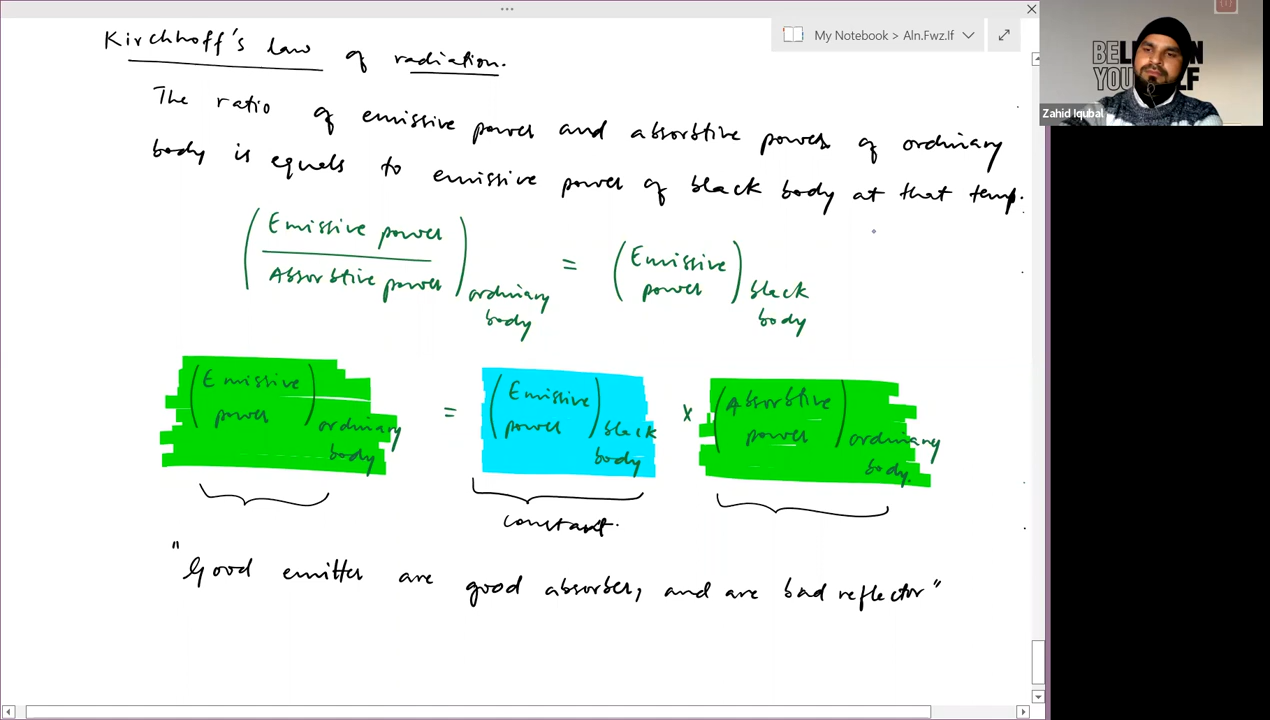 My Notebook > Aln.Fwz.If
Kirchhoff's law of radiation.
The ratio of emissive power and absorbtive power of ordinary
body is equals to emissive power of black body at that temp.
(Emissive power / Absorbtive power) ordinary body = (Emissive power) black body
(Emissive power) ordinary body = (Emissive power) black body × (Absorbtive power) ordinary body.
constant.
"Good emitter are good absorber, and are bad reflector"
Zahid Iqubal